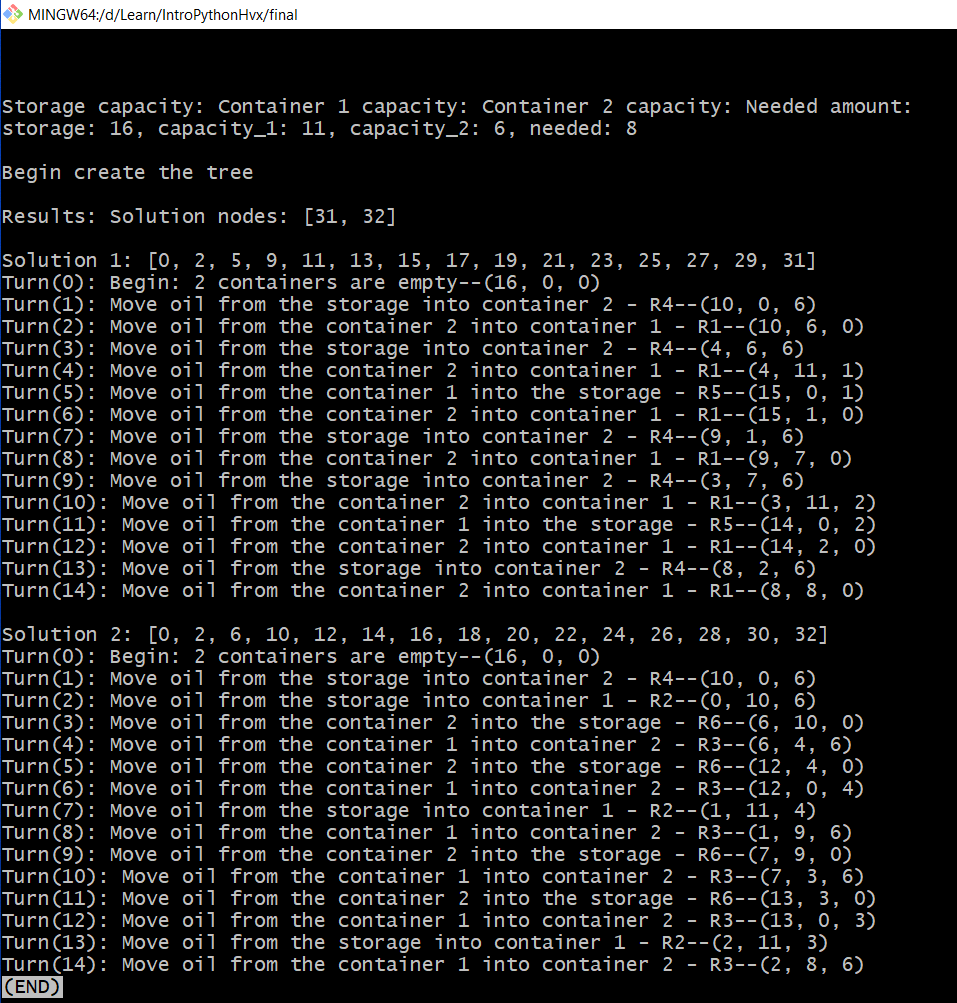 MINGW64:/d/Learn/IntroPythonHvx/final
Storage capacity: Container 1 capacity: Container 2 capacity: Needed amount:
storage: 16, capacity_1: 11, capacity_2: 6, needed: 8
Begin create the tree
Results: Solution nodes: [31, 32]
Solution 1: [0, 2, 5, 9, 11, 13, 15, 17, 19, 21, 23, 25, 27, 29, 31]
Turn(0): Begin: 2 containers are empty--(16, 0, 0)
Turn(1): Move oil from the storage into container 2 - R4--(10, 0, 6)
Turn(2): Move oil from the container 2 into container 1 - R1--(10, 6, 0)
Turn(3): Move oil from the storage into container 2 - R4--(4, 6, 6)
Turn(4): Move oil from the container 2 into container 1 - R1--(4, 11, 1)
Turn(5): Move oil from the container 1 into the storage - R5--(15, 0, 1)
Turn(6): Move oil from the container 2 into container 1 - R1--(15, 1, 0)
Turn(7): Move oil from the storage into container 2 - R4--(9, 1, 6)
Turn(8): Move oil from the container 2 into container 1 - R1--(9, 7, 0)
Turn(9): Move oil from the storage into container 2 - R4--(3, 7, 6)
Turn(10): Move oil from the container 2 into container 1 - R1--(3, 11, 2)
Turn(11): Move oil from the container 1 into the storage - R5--(14, 0, 2)
Turn(12): Move oil from the container 2 into container 1 - R1--(14, 2, 0)
Turn(13): Move oil from the storage into container 2 - R4--(8, 2, 6)
Turn(14): Move oil from the container 2 into container 1 - R1--(8, 8, 0)
Solution 2: [0, 2, 6, 10, 12, 14, 16, 18, 20, 22, 24, 26, 28, 30, 32]
Turn(0): Begin: 2 containers are empty--(16, 0, 0)
Turn(1): Move oil from the storage into container 2 - R4--(10, 0, 6)
Turn(2): Move oil from the storage into container 1 - R2--(0, 10, 6)
Turn(3): Move oil from the container 2 into the storage - R6--(6, 10, 0)
Turn(4): Move oil from the container 1 into container 2 - R3--(6, 4, 6)
Turn(5): Move oil from the container 2 into the storage - R6--(12, 4, 0)
Turn(6): Move oil from the container 1 into container 2 - R3--(12, 0, 4)
Turn(7): Move oil from the storage into container 1 - R2--(1, 11, 4)
Turn(8): Move oil from the container 1 into container 2 - R3--(1, 9, 6)
Turn(9): Move oil from the container 2 into the storage - R6--(7, 9, 0)
Turn(10): Move oil from the container 1 into container 2 - R3--(7, 3, 6)
Turn(11): Move oil from the container 2 into the storage - R6--(13, 3, 0)
Turn(12): Move oil from the container 1 into container 2 - R3--(13, 0, 3)
Turn(13): Move oil from the storage into container 1 - R2--(2, 11, 3)
Turn(14): Move oil from the container 1 into container 2 - R3--(2, 8, 6)
(END)